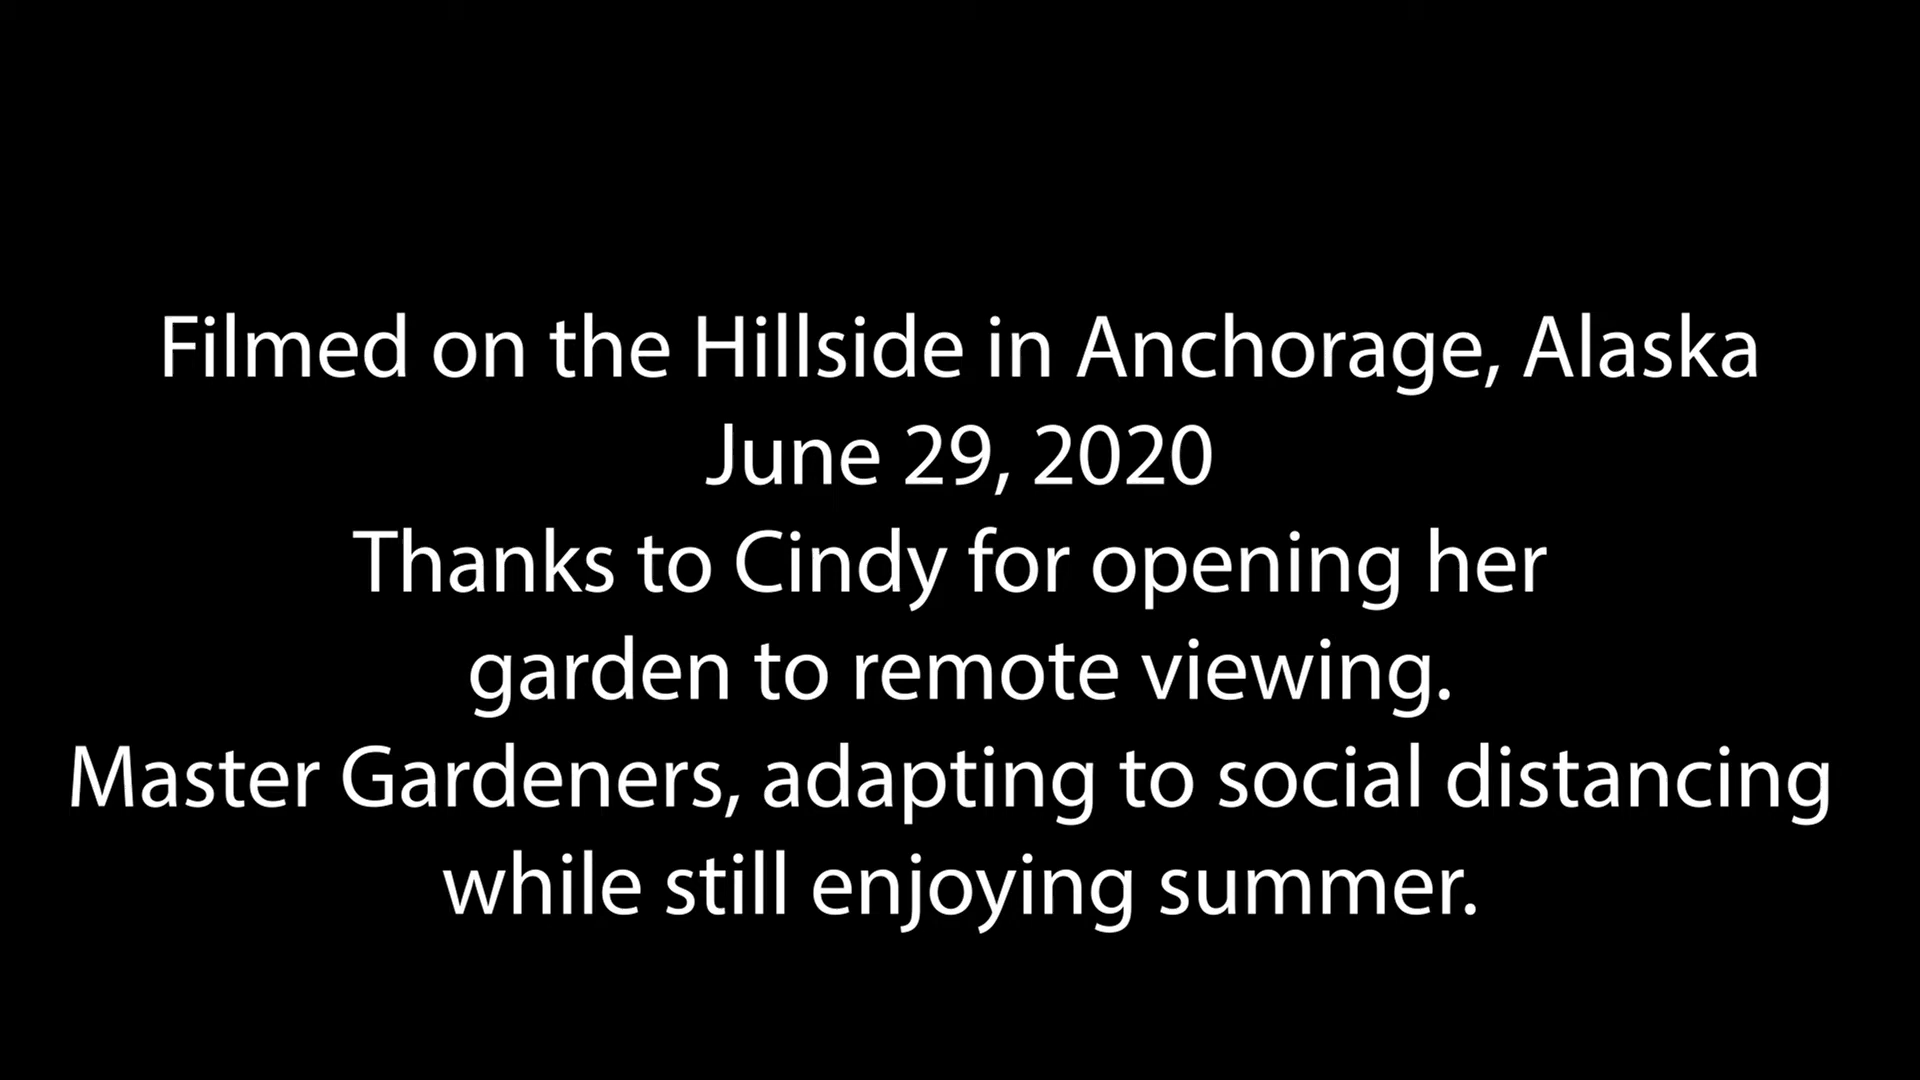 Filmed on the Hillside in Anchorage, Alaska
June 29, 2020
Thanks to Cindy for opening her
garden to remote viewing.
Master Gardeners, adapting to social distancing
while still enjoying summer.